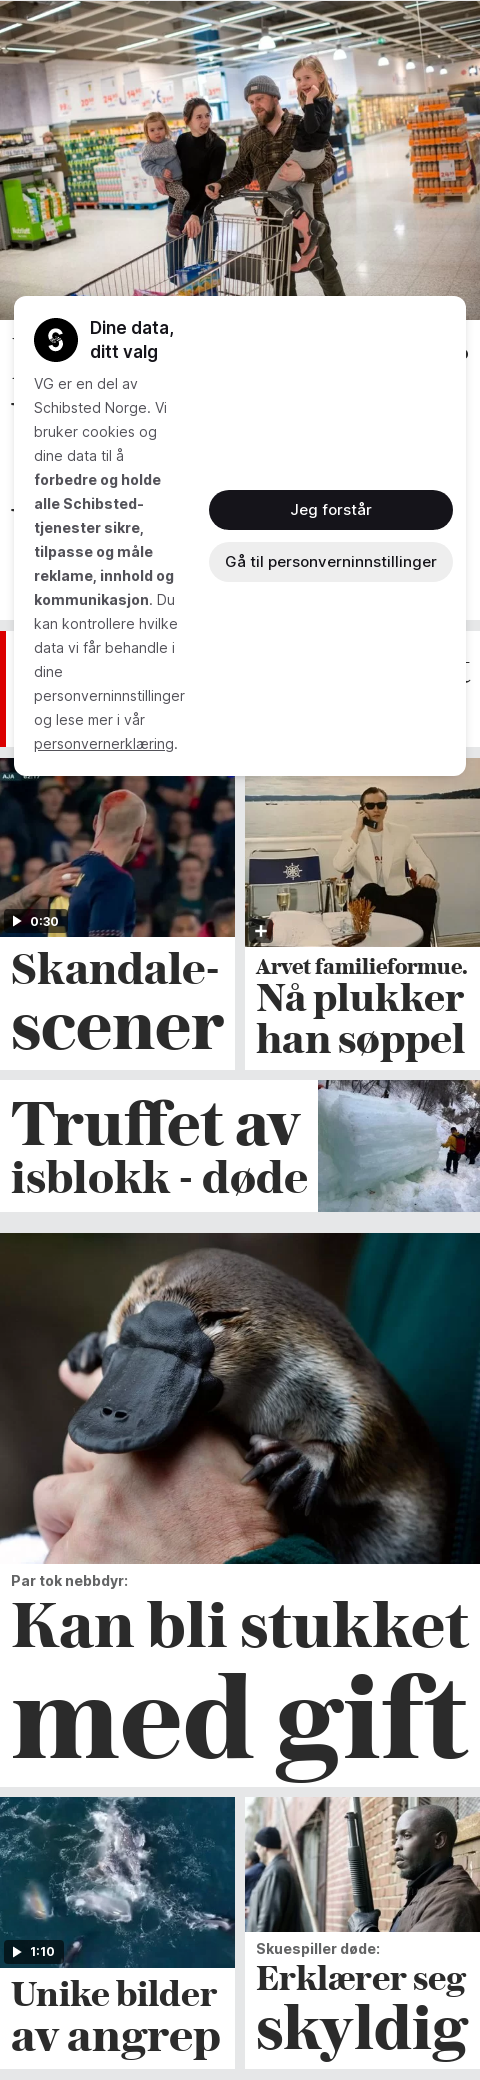 Dine data,
ditt valg
VG er en del av
Schibsted Norge. Vi
bruker cookies og
dine data til å
forbedre og holde
alle Schibsted-
tjenester sikre,
tilpasse og måle
reklame, innhold og
kommunikasjon. Du
kan kontrollere hvilke
data vi får behandle i
dine
personverninnstillinger
og lese mer i vår
personvernerklæring.
Jeg forstår
Gå til personverninnstillinger
0:30
Skandale-
scener
Arvet familieformue.
Nå plukker
han søppel
Truffet av
isblokk - døde
Par tok nebbdyr:
Kan bli stukket
med gift
1:10
Unike bilder
av angrep
Skuespiller døde:
Erklærer seg
skyldig